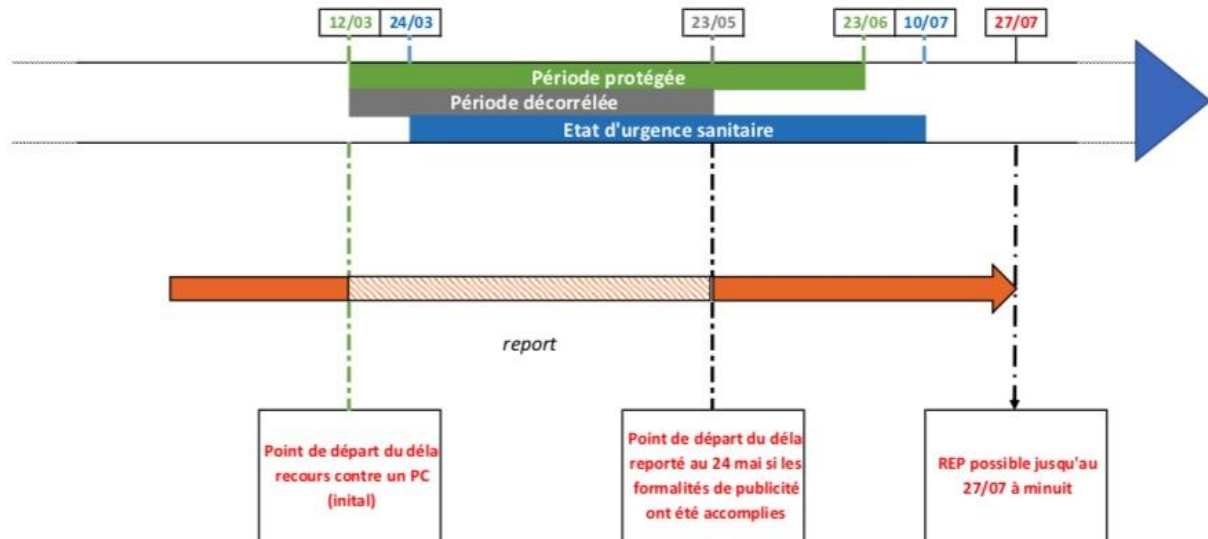 12/03
24/03
23/05
23/06
10/07
27/07
Période protégée
Période décorrélée
Etat d'urgence sanitaire
report
Point de départ du déla
recours contre un PC
(inital)
Point de départ du déla
reporté au 24 mai si les
formalités de publicité
ont été accomplies
REP possible jusqu'au
27/07 à minuit